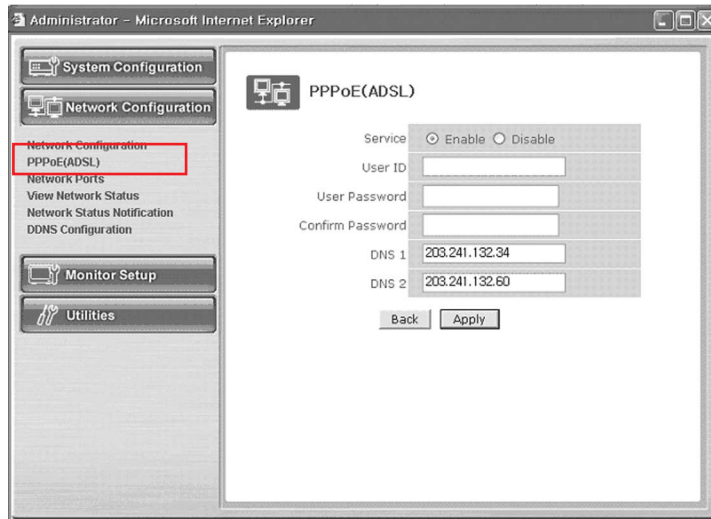 Administrator - Microsoft Internet Explorer
System Configuration
Network Configuration
Network Configuration
PPPoE(ADSL)
Network Ports
View Network Status
Network Status Notification
DDNS Configuration
Monitor Setup
Utilities
PPPoE(ADSL)
Service Enable Disable
User ID
User Password
Confirm Password
DNS 1 203.241.132.34
DNS 2 203.241.132.60
Back Apply